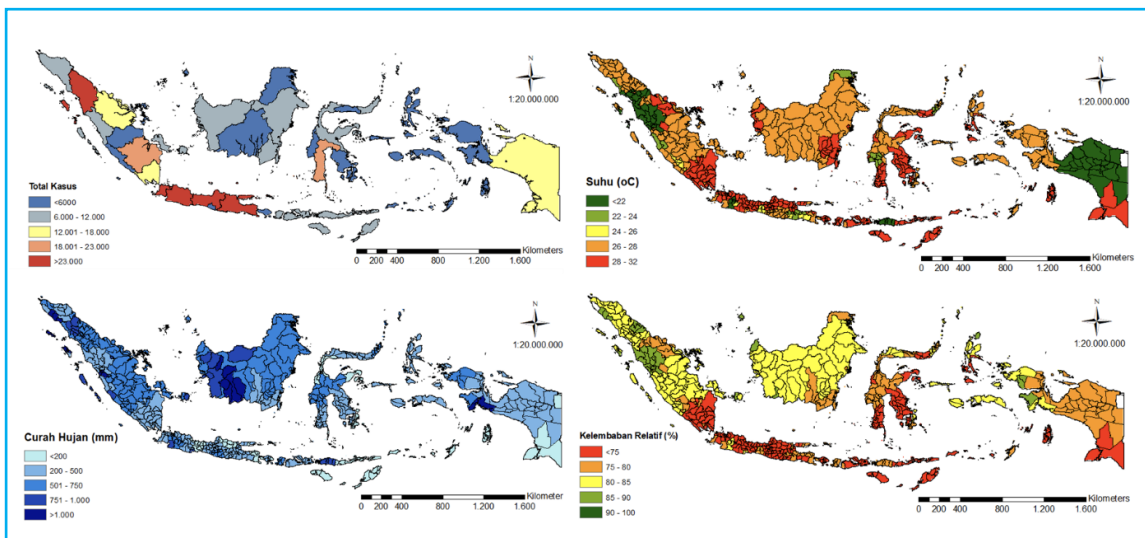 N
1:20.000.000
Total Kasus
<6000
6.000 - 12.000
12.001 - 18.000
18.001 - 23.000
>23.000
Kilometers
0 100 200 400 800 1.200 1.600
N
1:20.000.000
Suhu (oC)
<22
22 - 24
24 - 26
26 - 28
28 - 32
Kilometers
0 100 200 400 800 1.200 1.600
N
1:20.000.000
Curah Hujan (mm)
<200
200 - 500
501 - 750
751 - 1.000
>1.000
Kilometer
0 100 200 400 800 1.200 1.600
N
1:20.000.000
Kelembaban Relatif (%)
<75
75 - 80
80 - 85
85 - 90
90 - 100
Kilometers
0 100 200 400 800 1.200 1.600